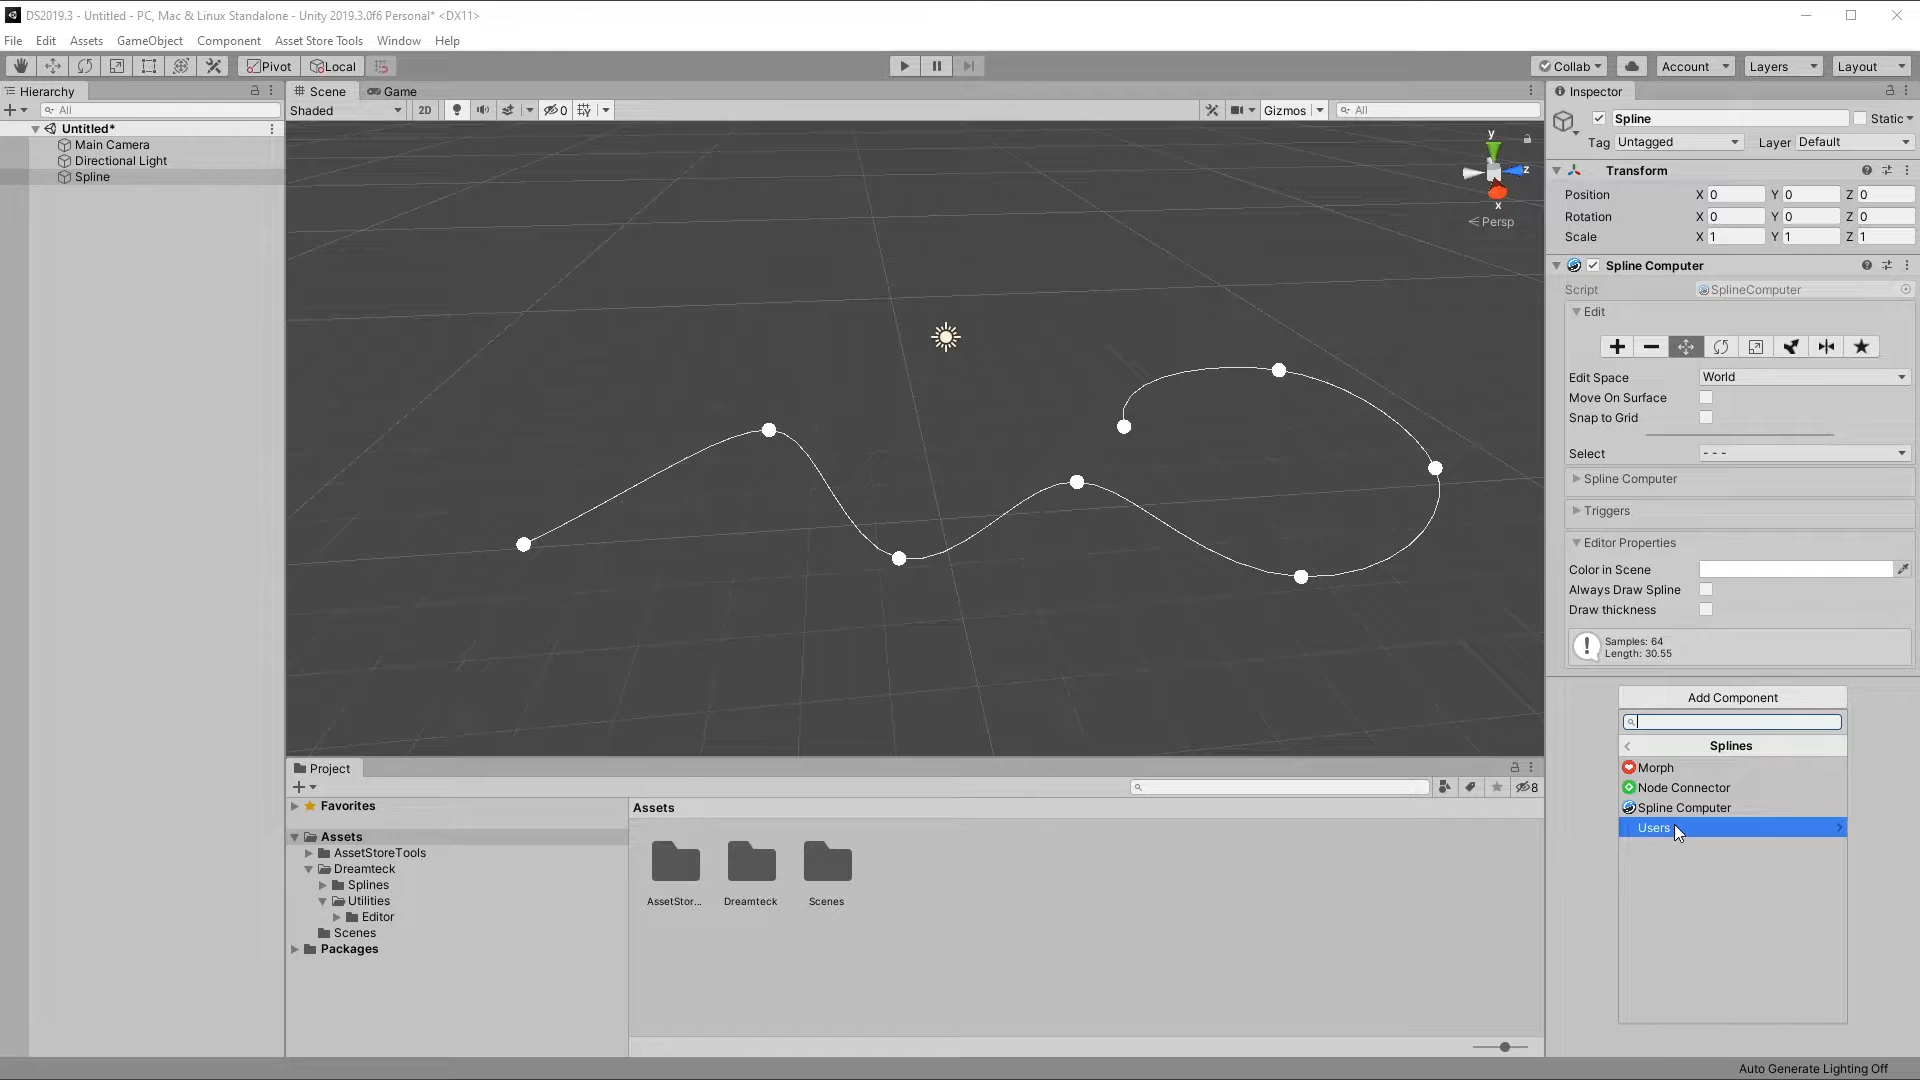 DS2019.3 - Untitled - PC, Mac & Linux Standalone - Unity 2019.3.0f6 Personal* <DX11>
File Edit Assets GameObject Component Asset Store Tools Window Help
Pivot Local Collab Account Layers Layout
Hierarchy
All
Untitled*
Main Camera
Directional Light
Spline
Scene Game
Shaded 2D 0 Gizmos All
y
z
x
Persp
Project
8
Favorites
Assets
AssetStoreTools
Dreamteck
Splines
Utilities
Editor
Scenes
Packages
Assets
AssetStor... Dreamteck Scenes
Inspector
Spline Static
Tag Untagged Layer Default
Transform
Position X 0 Y 0 Z 0
Rotation X 0 Y 0 Z 0
Scale X 1 Y 1 Z 1
Spline Computer
Script SplineComputer
Edit
Edit Space World
Move On Surface
Snap to Grid
Select - - -
Spline Computer
Triggers
Editor Properties
Color in Scene
Always Draw Spline
Draw thickness
Samples: 64
Length: 30.55
Add Component
Splines
Morph
Node Connector
Spline Computer
Users
Auto Generate Lighting Off